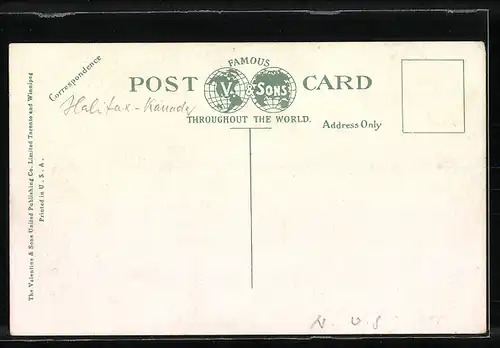 Correspondence
FAMOUS
POST CARD
V. & SONS
THROUGHOUT THE WORLD.
Address Only
Halifax - Kanada
The Valentine & Sons United Publishing Co. Limited Toronto and Winnipeg
Printed in U. S. A.